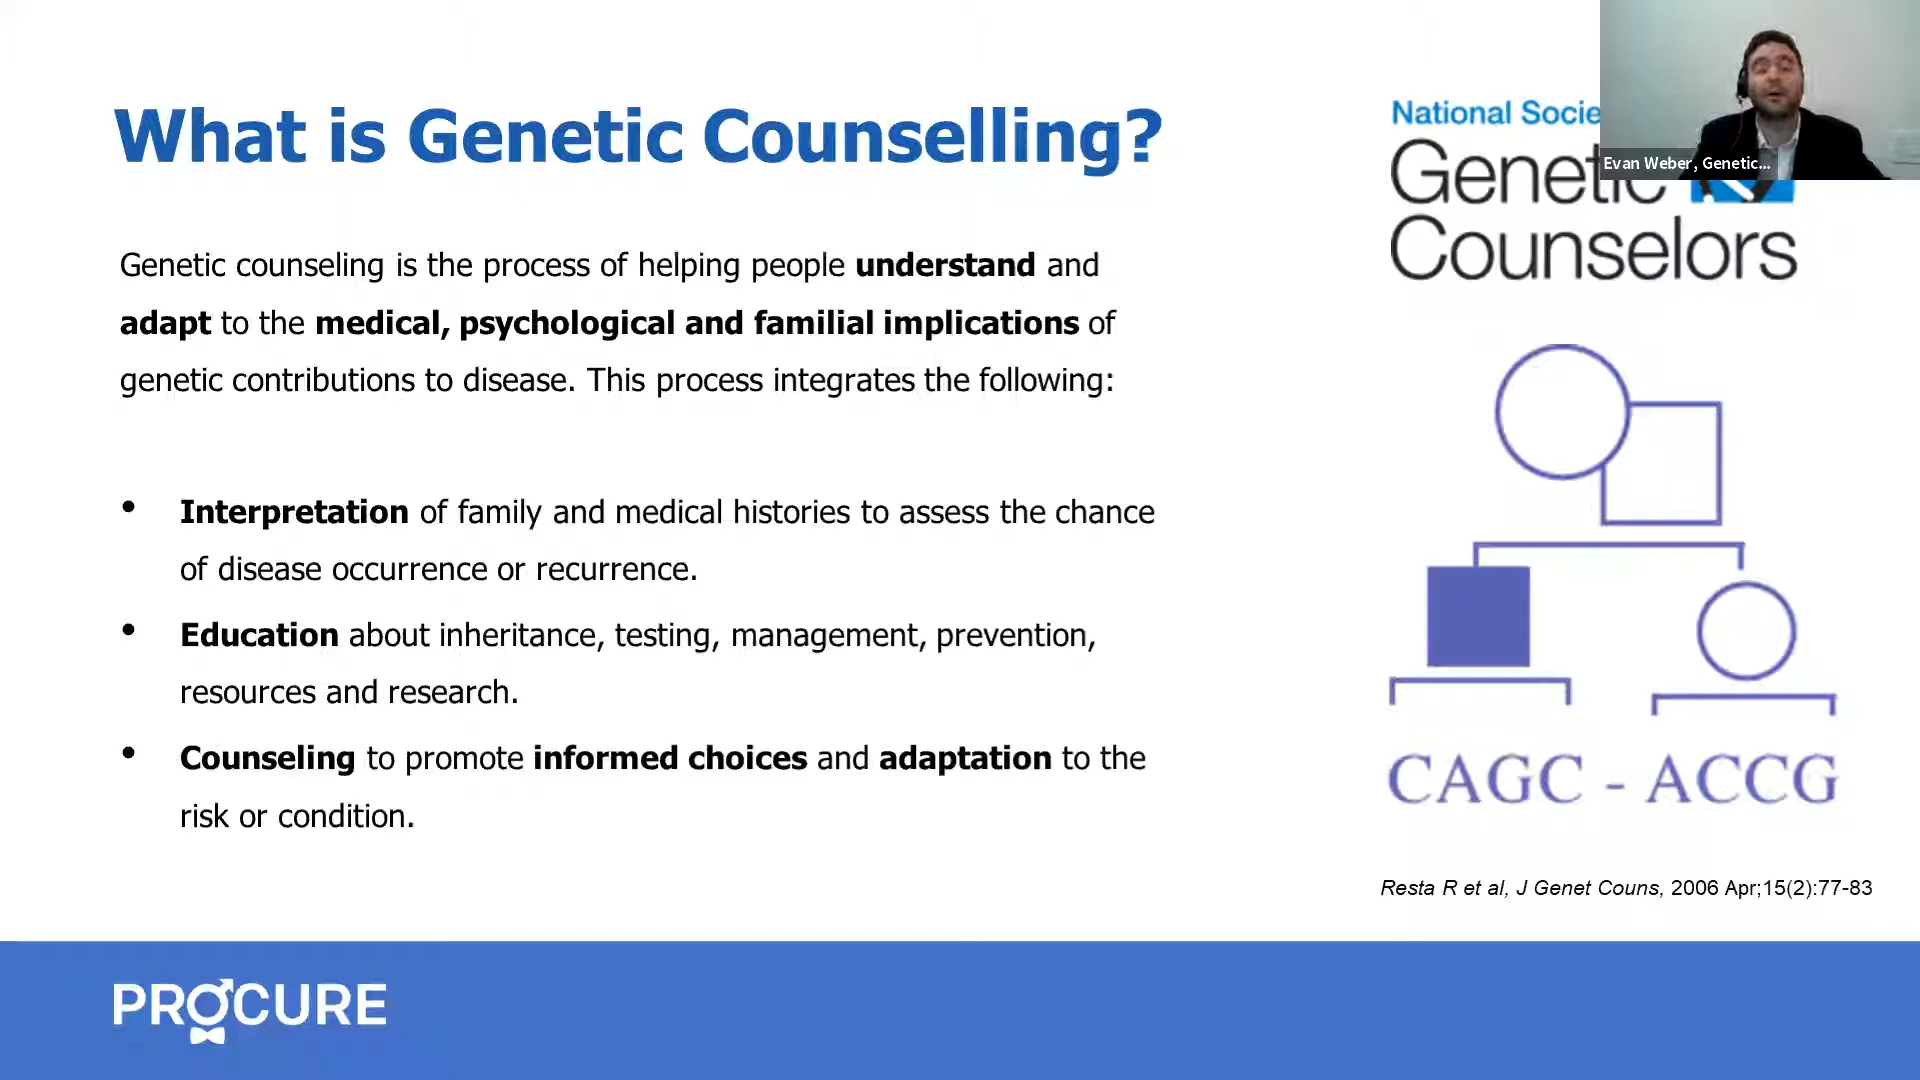 What is Genetic Counselling?
Genetic counseling is the process of helping people understand and
adapt to the medical, psychological and familial implications of
genetic contributions to disease. This process integrates the following:
• Interpretation of family and medical histories to assess the chance
of disease occurrence or recurrence.
• Education about inheritance, testing, management, prevention,
resources and research.
• Counseling to promote informed choices and adaptation to the
risk or condition.
National Socie
Genetic
Counselors
Evan Weber, Genetic...
CAGC - ACCG
Resta R et al, J Genet Couns, 2006 Apr;15(2):77-83
PROCURE